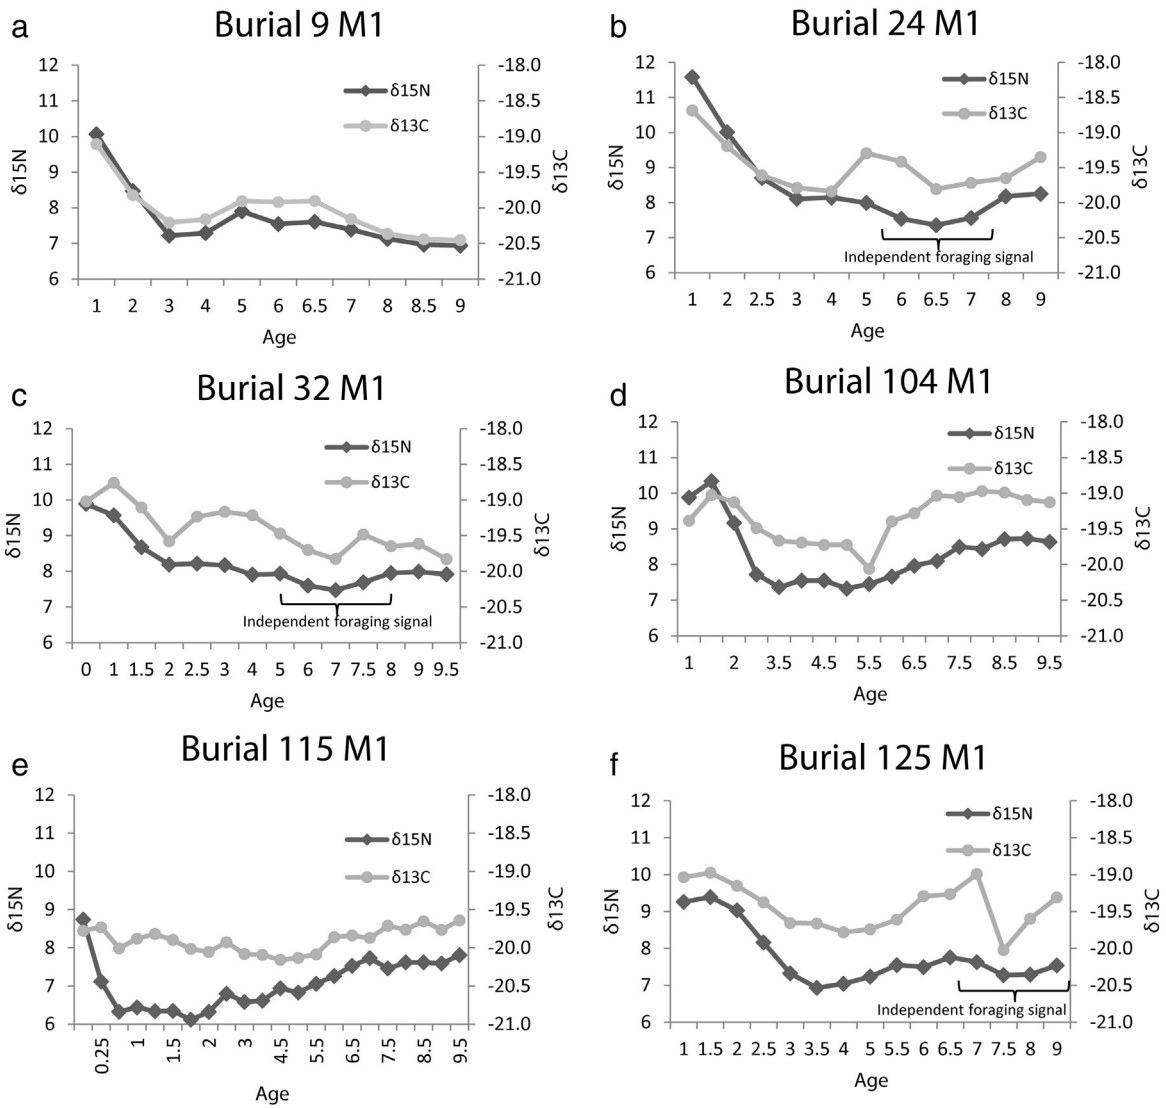 a
Burial 9 M1
12
11
10
9
8
7
6
δ15N
-18.0
-18.5
-19.0
-19.5
-20.0
-20.5
-21.0
δ13C
δ15N
δ13C
1 2 3 4 5 6 6.5 7 8 8.5 9
Age
b
Burial 24 M1
12
11
10
9
8
7
6
δ15N
-18.0
-18.5
-19.0
-19.5
-20.0
-20.5
-21.0
δ13C
δ15N
δ13C
Independent foraging signal
1 2 2.5 3 4 5 6 6.5 7 8 9
Age
c
Burial 32 M1
12
11
10
9
8
7
6
δ15N
-18.0
-18.5
-19.0
-19.5
-20.0
-20.5
-21.0
δ13C
δ15N
δ13C
Independent foraging signal
0 1 1.5 2 2.5 3 4 5 6 7 7.5 8 9 9.5
Age
d
Burial 104 M1
12
11
10
9
8
7
6
δ15N
-18.0
-18.5
-19.0
-19.5
-20.0
-20.5
-21.0
δ13C
δ15N
δ13C
1 2 3.5 4.5 5.5 6.5 7.5 8.5 9.5
Age
e
Burial 115 M1
12
11
10
9
8
7
6
δ15N
-18.0
-18.5
-19.0
-19.5
-20.0
-20.5
-21.0
δ13C
δ15N
δ13C
0.25 1 1.5 2 3 4.5 5.5 6.5 7.5 8.5 9.5
Age
f
Burial 125 M1
12
11
10
9
8
7
6
δ15N
-18.0
-18.5
-19.0
-19.5
-20.0
-20.5
-21.0
δ13C
δ15N
δ13C
Independent foraging signal
1 1.5 2 2.5 3 3.5 4 5 5.5 6 6.5 7 7.5 8 9
Age